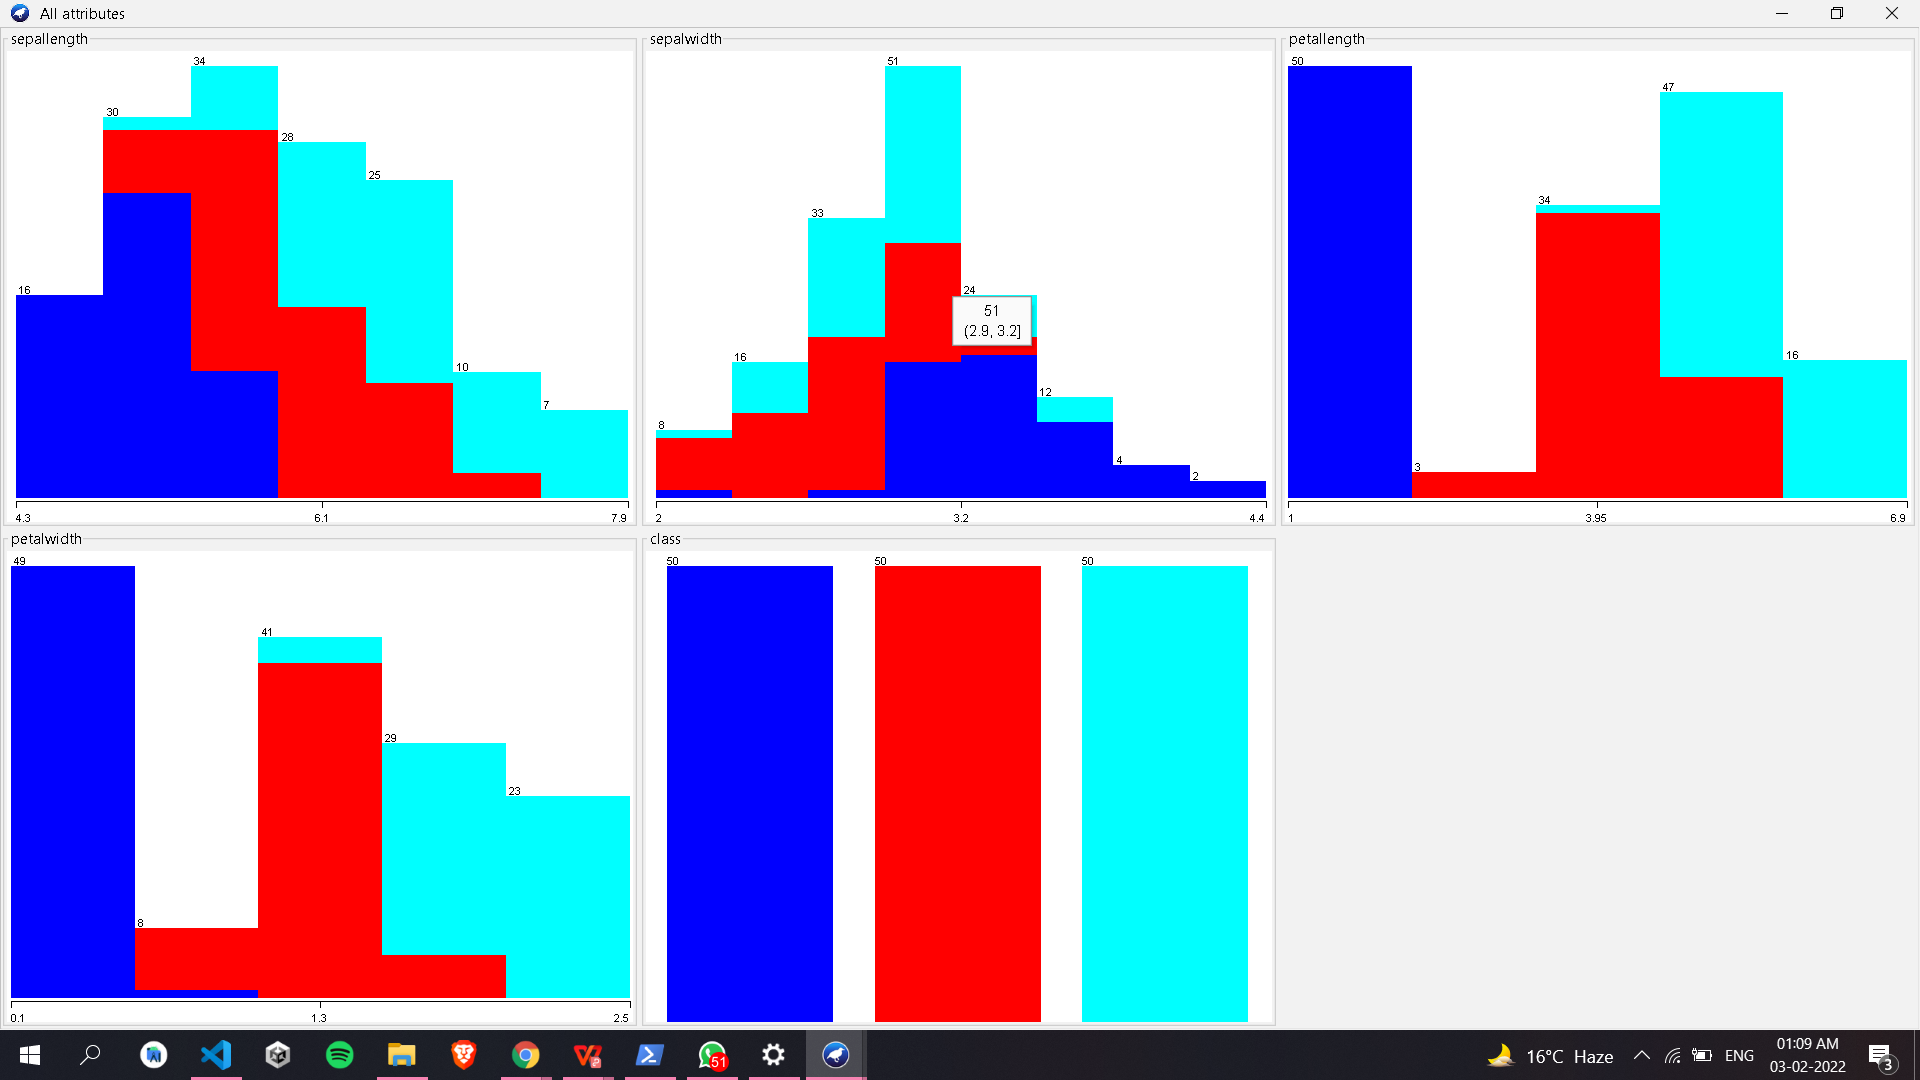 All attributes
sepallength
34
30
28
25
16
10
7
4.3 6.1 7.9
sepalwidth
51
33
24
51
(2.9, 3.2]
16
12
8
4
2
2 3.2 4.4
petallength
50
47
34
16
3
1 3.95 6.9
petalwidth
49
41
29
23
8
0.1 1.3 2.5
class
50 50 50
51
16°C Haze
ENG
01:09 AM
03-02-2022
3